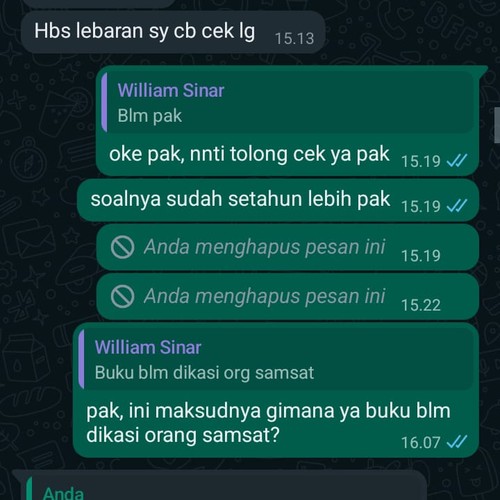 Hbs lebaran sy cb cek lg 15.13
William Sinar
Blm pak
oke pak, nnti tolong cek ya pak 15.19
soalnya sudah setahun lebih pak 15.19
Anda menghapus pesan ini 15.19
Anda menghapus pesan ini 15.22
William Sinar
Buku blm dikasi org samsat
pak, ini maksudnya gimana ya buku blm
dikasi orang samsat? 16.07
Anda